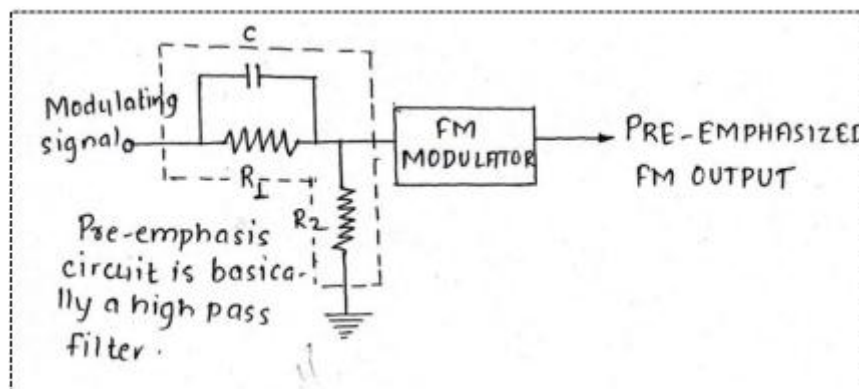 C
Modulating
signal
R1
R2
FM
MODULATOR
PRE-EMPHASIZED
FM OUTPUT
Pre-emphasis
circuit is basica-
lly a high pass
filter.